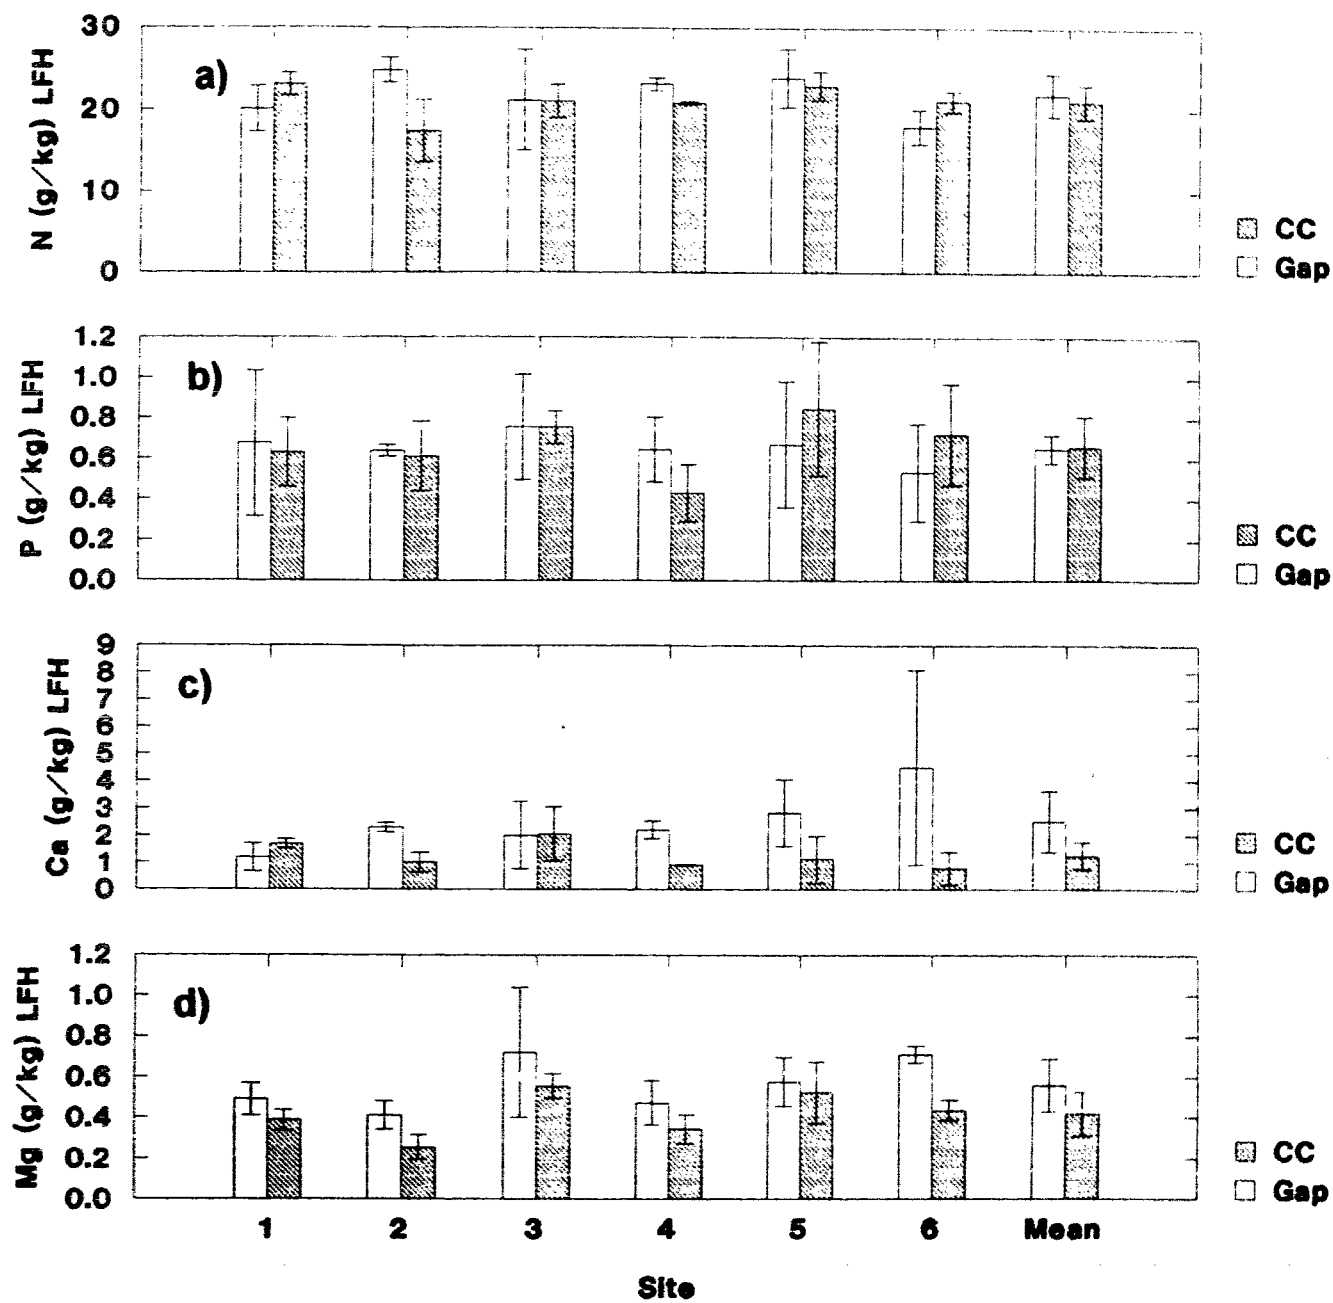 30
20
10
0
N (g/kg) LFH
a)
CC
Gap
1.2
1.0
0.8
0.6
0.4
0.2
0.0
P (g/kg) LFH
b)
CC
Gap
9
8
7
6
5
4
3
2
1
0
Ca (g/kg) LFH
c)
CC
Gap
1.2
1.0
0.8
0.6
0.4
0.2
0.0
Mg (g/kg) LFH
d)
CC
Gap
1 2 3 4 5 6 Mean
Site